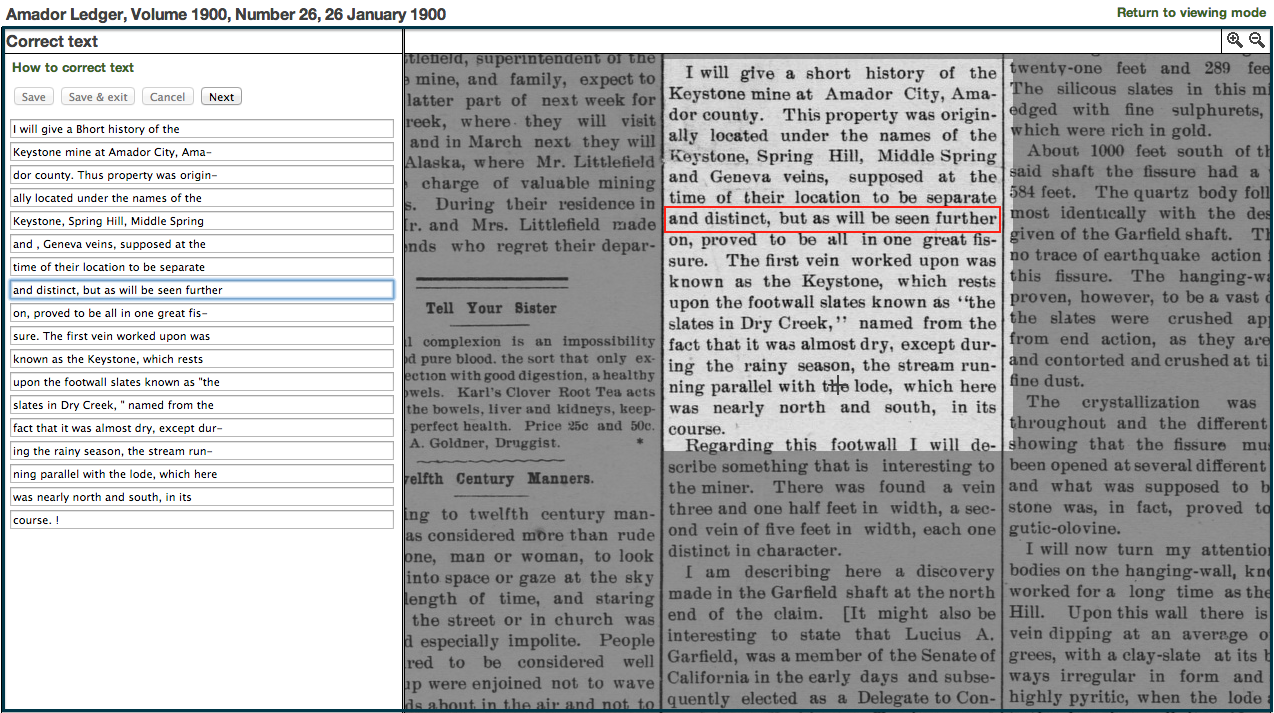 Amador Ledger, Volume 1900, Number 26, 26 January 1900
Return to viewing mode
Correct text
How to correct text
Save
Save & exit
Cancel
Next
I will give a Bhort history of the
Keystone mine at Amador City, Ama-
dor county. Thus property was origin-
ally located under the names of the
Keystone, Spring Hill, Middle Spring
and , Geneva veins, supposed at the
time of their location to be separate
and distinct, but as will be seen further
on, proved to be all in one great fis-
sure. The first vein worked upon was
known as the Keystone, which rests
upon the footwall slates known as "the
slates in Dry Creek, " named from the
fact that it was almost dry, except dur-
ing the rainy season, the stream run-
ning parallel with the lode, which here
was nearly north and south, in its
course. !
tlefield, superintendent of the
mine, and family, expect to
latter part of next week for
reek, where they will visit
and in March next they will
Alaska, where Mr. Littlefield
charge of valuable mining
s. During their residence in
Ir. and Mrs. Littlefield made
nds who regret their depar-
Tell Your Sister
l complexion is an impossibility
d pure blood. the sort that only ex-
ection with good digestion, a healthy
owels. Karl's Clover Root Tea acts
the bowels, liver and kidneys, keep-
perfect health. Price 25c and 50c.
A. Goldner, Druggist. *
welfth Century Manners.
ing to twelfth century man-
as considered more than rude
one, man or woman, to look
into space or gaze at the sky
length of time, and staring
the street or in church was
d especially impolite. People
red to be considered well
up were enjoined not to wave
ds about in the air and not to
I will give a short history of the
Keystone mine at Amador City, Ama-
dor county. This property was origin-
ally located under the names of the
Keystone, Spring Hill, Middle Spring
and Geneva veins, supposed at the
time of their location to be separate
and distinct, but as will be seen further
on, proved to be all in one great fis-
sure. The first vein worked upon was
known as the Keystone, which rests
upon the footwall slates known as "the
slates in Dry Creek," named from the
fact that it was almost dry, except dur-
ing the rainy season, the stream run-
ning parallel with the lode, which here
was nearly north and south, in its
course.
Regarding this footwall I will de-
scribe something that is interesting to
the miner. There was found a vein
three and one half feet in width, a sec-
ond vein of five feet in width, each one
distinct in character.
I am describing here a discovery
made in the Garfield shaft at the north
end of the claim. [It might also be
interesting to state that Lucius A.
Garfield, was a member of the Senate of
California in the early days and subse-
quently elected as a Delegate to Con-
twenty-one feet and 289 fee
The silicous slates in this mi
edged with fine sulphurets,
which were rich in gold.
About 1000 feet south of th
said shaft the fissure had a
584 feet. The quartz body foll
most identically with the des
given of the Garfield shaft. Th
no trace of earthquake action
this fissure. The hanging-wa
proven, however, to be a vast
the slates were crushed ap
from end action, as they are
and contorted and crushed at ti
fine dust.
The crystallization was
throughout and the different
showing that the fissure mus
been opened at several different
and what was supposed to b
stone was, in fact, proved to
gutic-olovine.
I will now turn my attention
bodies on the hanging-wall, kno
worked for a long time as the
Hill. Upon this wall there is
vein dipping at an average o
grees, with a clay-slate at its b
ways irregular in form and
highly pyritic, when the lode